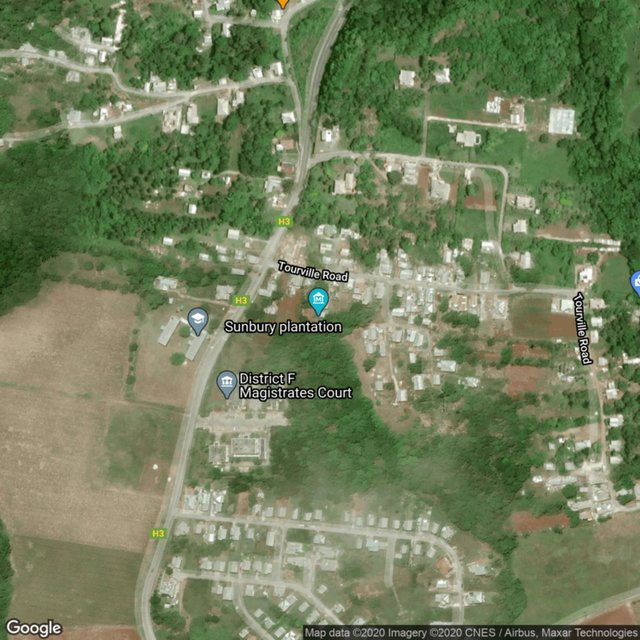 H3
Tourville Road
H3
Sunbury plantation
Tourville Road
District F
Magistrates Court
H3
Google
Map data ©2020 Imagery ©2020 CNES / Airbus, Maxar Technologies